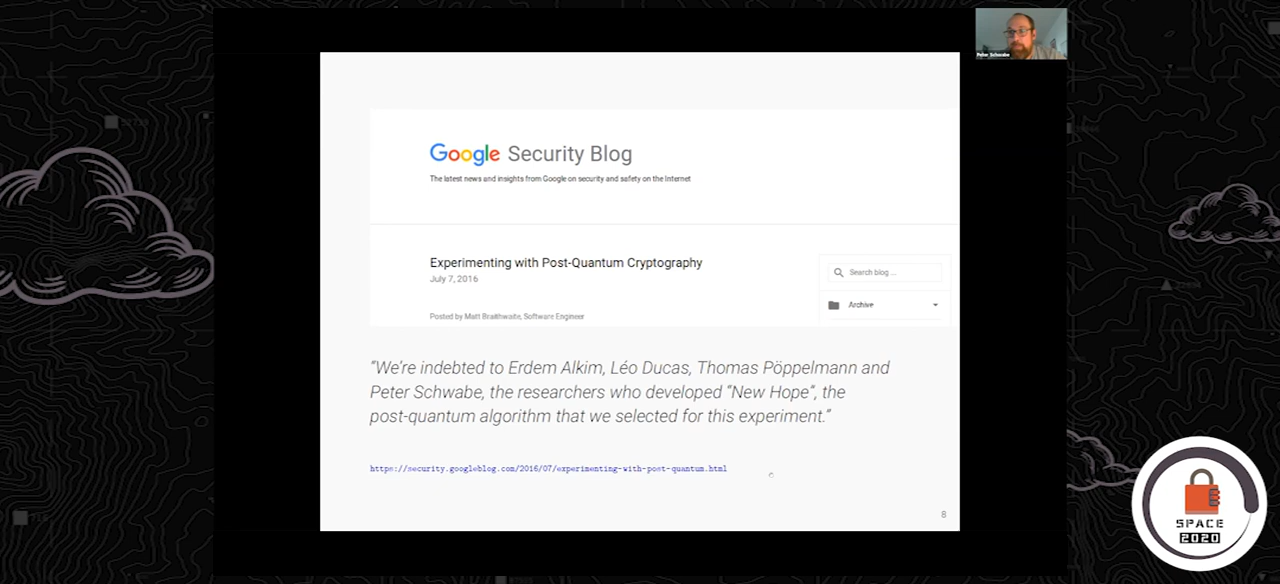 Peter Schwabe
Google Security Blog
The latest news and insights from Google on security and safety on the Internet
Experimenting with Post-Quantum Cryptography
July 7, 2016
Search blog ...
Archive
Posted by Matt Braithwaite, Software Engineer
“We’re indebted to Erdem Alkim, Léo Ducas, Thomas Pöppelmann and
Peter Schwabe, the researchers who developed “New Hope”, the
post-quantum algorithm that we selected for this experiment.”
https://security.googleblog.com/2016/07/experimenting-with-post-quantum.html
8
SPACE
2020